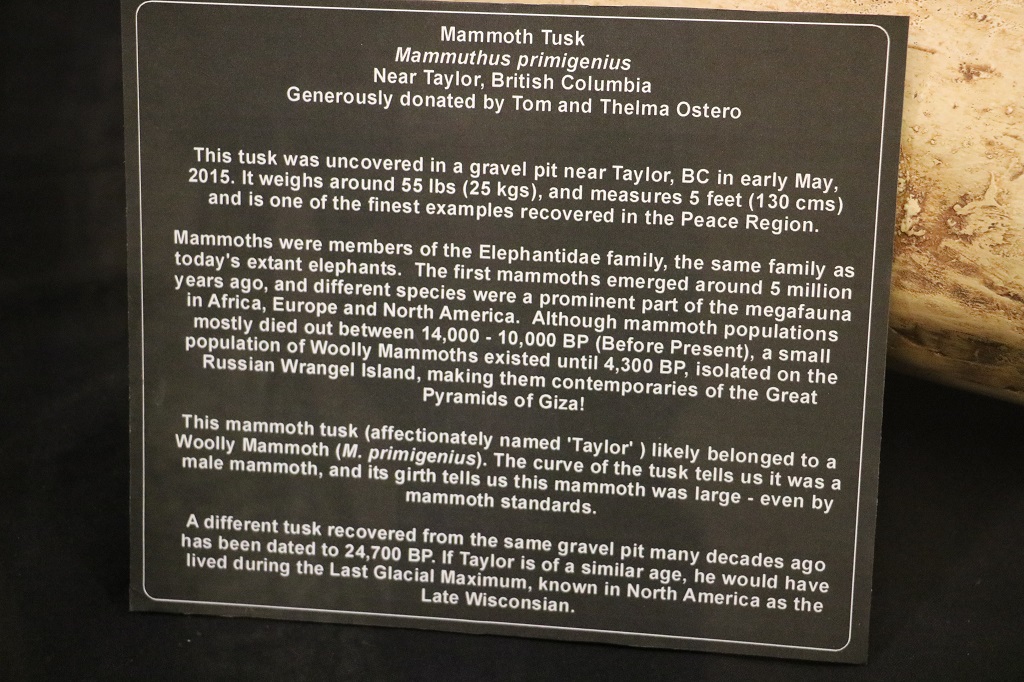 Mammoth Tusk
Mammuthus primigenius
Near Taylor, British Columbia
Generously donated by Tom and Thelma Ostero
This tusk was uncovered in a gravel pit near Taylor, BC in early May,
2015. It weighs around 55 lbs (25 kgs), and measures 5 feet (130 cms)
and is one of the finest examples recovered in the Peace Region.
Mammoths were members of the Elephantidae family, the same family as
today's extant elephants.  The first mammoths emerged around 5 million
years ago, and different species were a prominent part of the megafauna
in Africa, Europe and North America.  Although mammoth populations
mostly died out between 14,000 - 10,000 BP (Before Present), a small
population of Woolly Mammoths existed until 4,300 BP, isolated on the
Russian Wrangel Island, making them contemporaries of the Great
Pyramids of Giza!
This mammoth tusk (affectionately named 'Taylor' ) likely belonged to a
Woolly Mammoth (M. primigenius). The curve of the tusk tells us it was a
male mammoth, and its girth tells us this mammoth was large - even by
mammoth standards.
A different tusk recovered from the same gravel pit many decades ago
has been dated to 24,700 BP. If Taylor is of a similar age, he would have
lived during the Last Glacial Maximum, known in North America as the
Late Wisconsian.